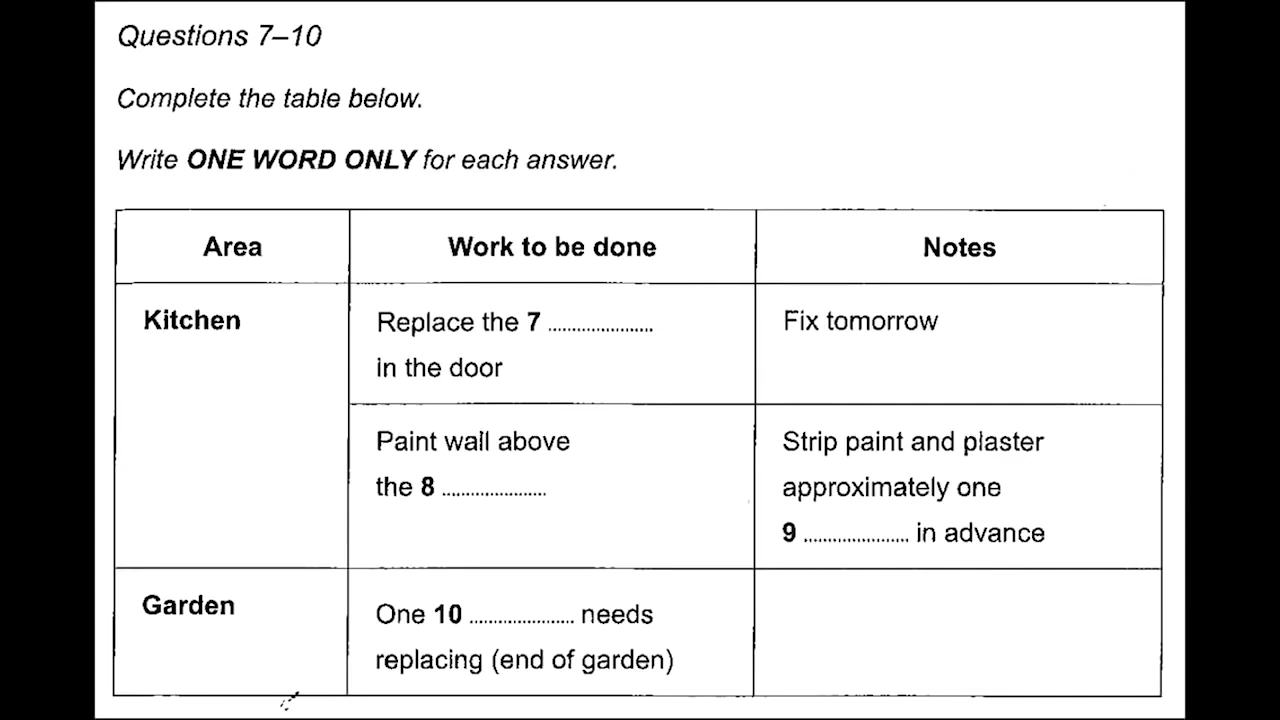 Questions 7–10
Complete the table below.
Write ONE WORD ONLY for each answer.
Area
Work to be done
Notes
Kitchen
Replace the 7 ......................
in the door
Fix tomorrow
Paint wall above
the 8 ......................
Strip paint and plaster
approximately one
9 ...................... in advance
Garden
One 10 ...................... needs
replacing (end of garden)